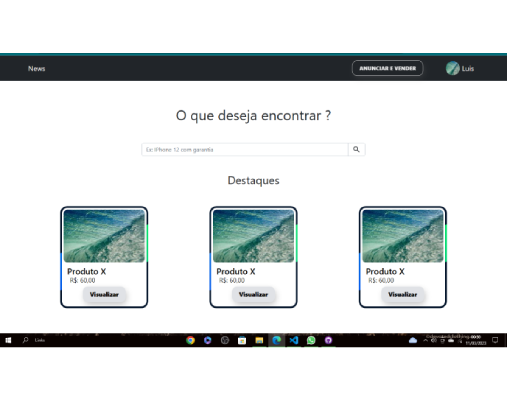 News
ANUNCIAR E VENDER
Luis
O que deseja encontrar ?
Ex: IPhone 12 com garantia
Destaques
Produto X
R$: 60,00
Visualizar
Produto X
R$: 60,00
Visualizar
Produto X
R$: 60,00
Visualizar